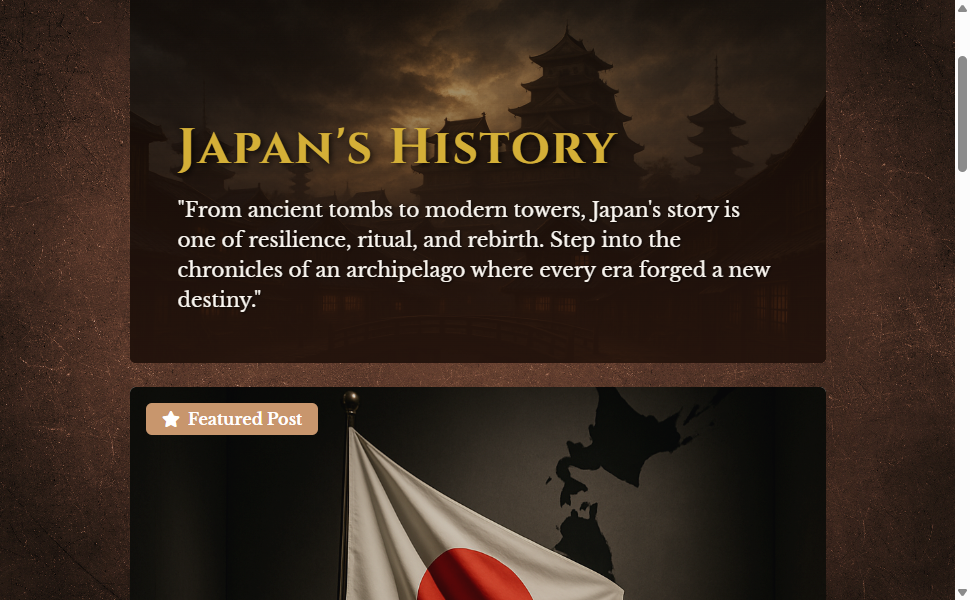 Japan's History
"From ancient tombs to modern towers, Japan's story is
one of resilience, ritual, and rebirth. Step into the
chronicles of an archipelago where every era forged a new
destiny."
Featured Post